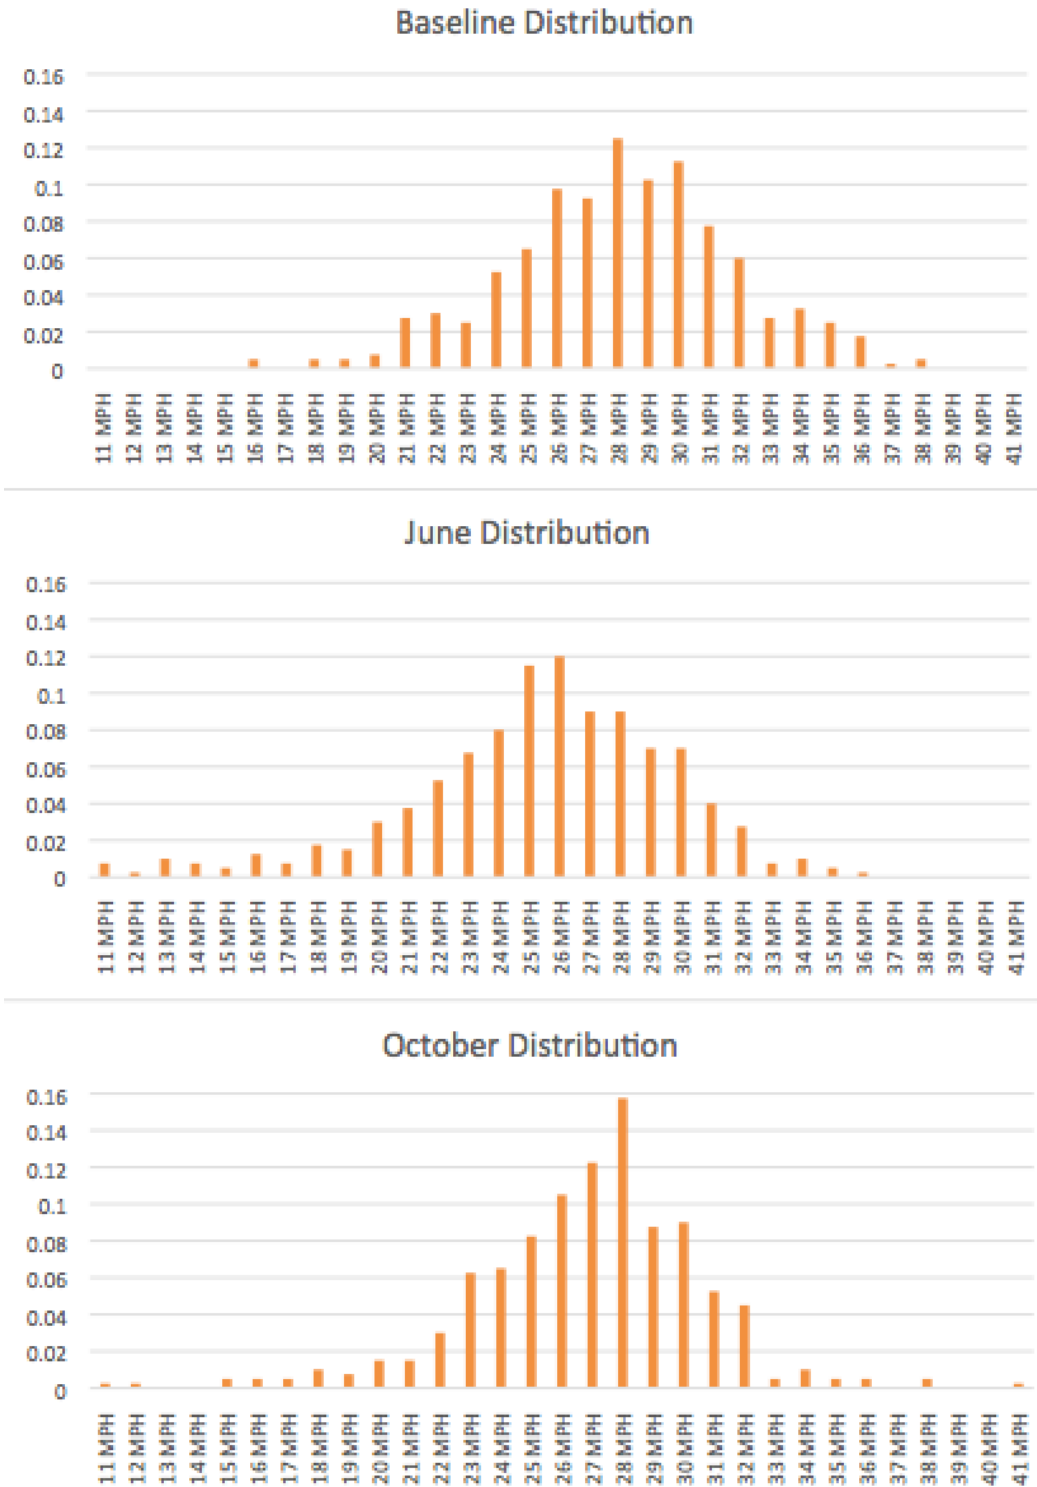 Baseline Distribution
0.16
0.14
0.12
0.1
0.08
0.06
0.04
0.02
0
11 MPH
12 MPH
13 MPH
14 MPH
15 MPH
16 MPH
17 MPH
18 MPH
19 MPH
20 MPH
21 MPH
22 MPH
23 MPH
24 MPH
25 MPH
26 MPH
27 MPH
28 MPH
29 MPH
30 MPH
31 MPH
32 MPH
33 MPH
34 MPH
35 MPH
36 MPH
37 MPH
38 MPH
39 MPH
40 MPH
41 MPH
June Distribution
0.16
0.14
0.12
0.1
0.08
0.06
0.04
0.02
0
11 MPH
12 MPH
13 MPH
14 MPH
15 MPH
16 MPH
17 MPH
18 MPH
19 MPH
20 MPH
21 MPH
22 MPH
23 MPH
24 MPH
25 MPH
26 MPH
27 MPH
28 MPH
29 MPH
30 MPH
31 MPH
32 MPH
33 MPH
34 MPH
35 MPH
36 MPH
37 MPH
38 MPH
39 MPH
40 MPH
41 MPH
October Distribution
0.16
0.14
0.12
0.1
0.08
0.06
0.04
0.02
0
11 MPH
12 MPH
13 MPH
14 MPH
15 MPH
16 MPH
17 MPH
18 MPH
19 MPH
20 MPH
21 MPH
22 MPH
23 MPH
24 MPH
25 MPH
26 MPH
27 MPH
28 MPH
29 MPH
30 MPH
31 MPH
32 MPH
33 MPH
34 MPH
35 MPH
36 MPH
37 MPH
38 MPH
39 MPH
40 MPH
41 MPH